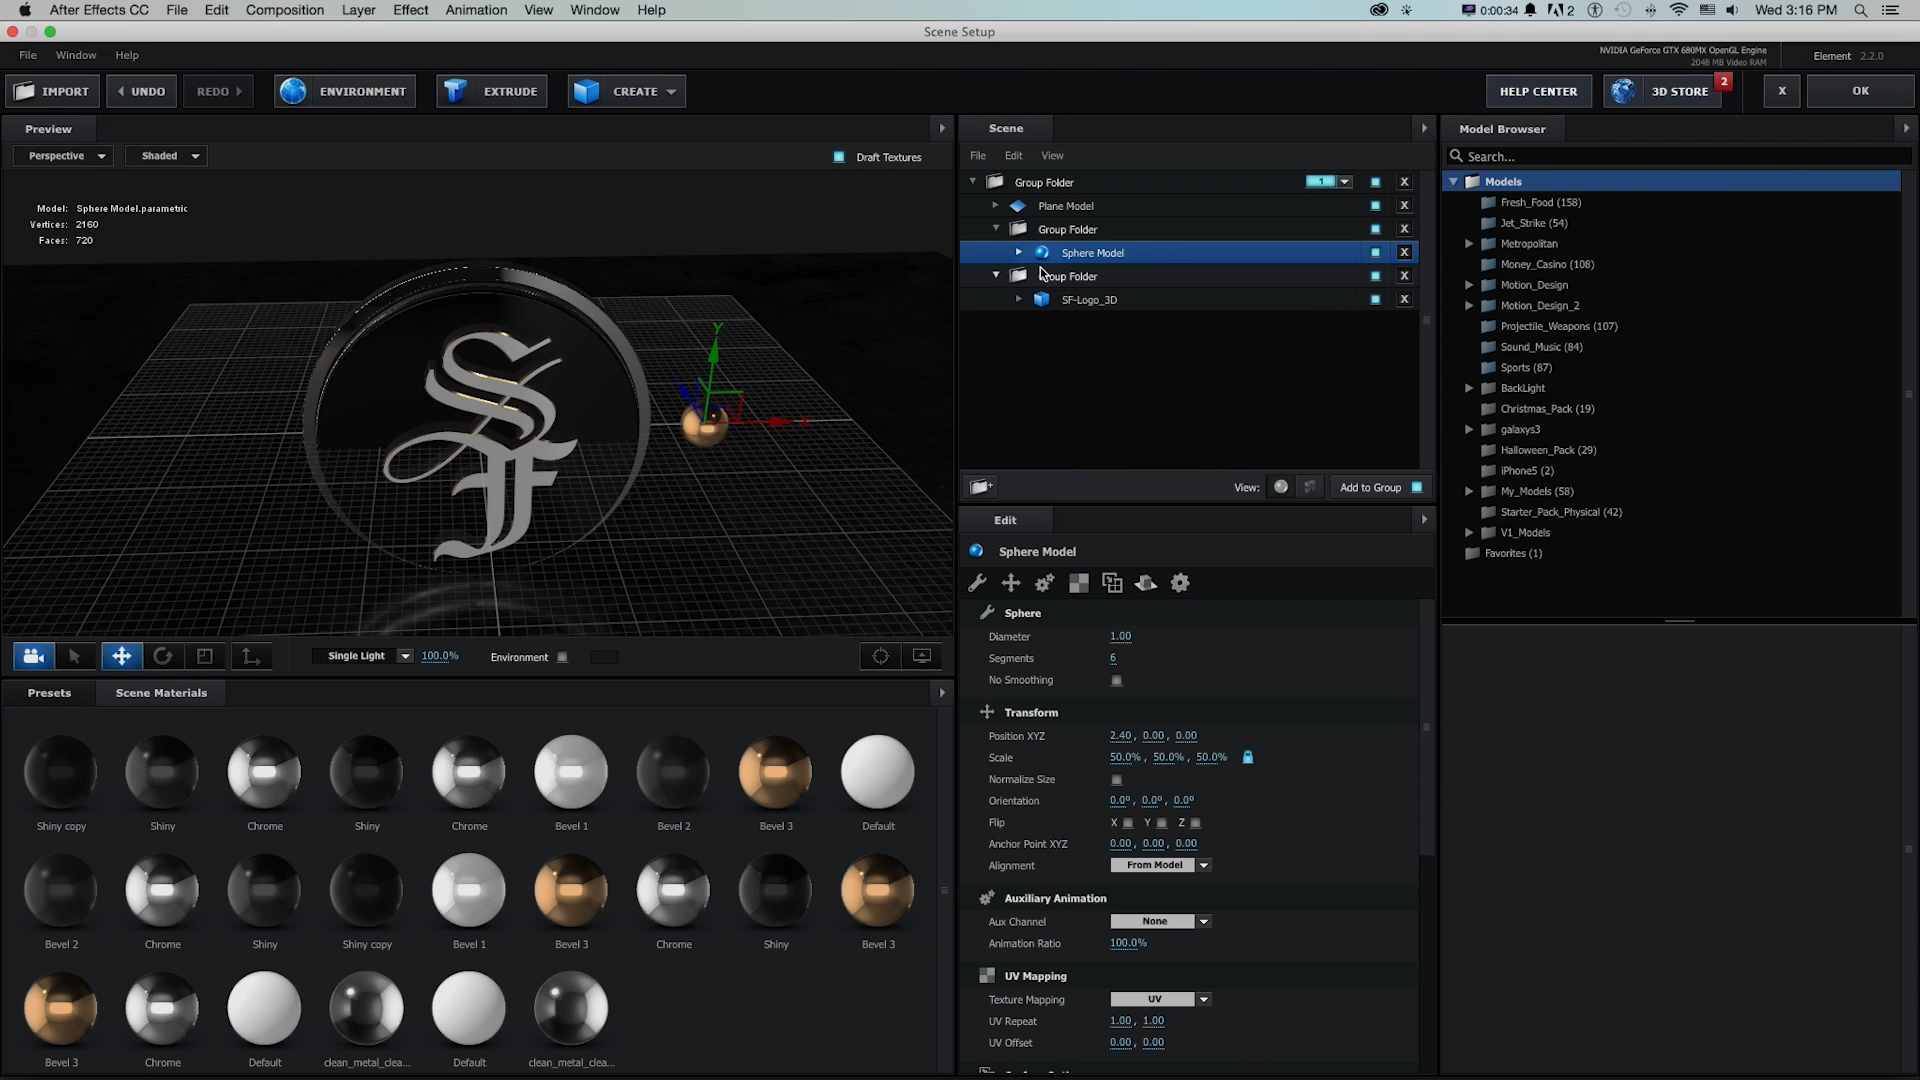 After Effects CC File Edit Composition Layer Effect Animation View Window Help 0:00:34 2 Wed 3:16 PM
Scene Setup
File Window Help NVIDIA GeForce GTX 680MX OpenGL Engine
2048 MB Video RAM
Element 2.2.0
IMPORT UNDO REDO ENVIRONMENT EXTRUDE CREATE HELP CENTER 3D STORE 2 X OK
Preview
Perspective Shaded Draft Textures
Model: Sphere Model.parametric
Vertices: 2160
Faces: 720
SF
Y
X
Single Light 100.0% Environment
Presets Scene Materials
Shiny copy Shiny Chrome Shiny Chrome Bevel 1 Bevel 2 Bevel 3 Default
Bevel 2 Chrome Shiny Shiny copy Bevel 1 Bevel 3 Chrome Shiny Bevel 3
Bevel 3 Chrome Default clean_metal_clea... Default clean_metal_clea...
Scene
File Edit View
Group Folder 1 X
Plane Model X
Group Folder X
Sphere Model X
Group Folder X
SF-Logo_3D X
View: Add to Group
Edit
Sphere Model
Sphere
Diameter 1.00
Segments 6
No Smoothing
Transform
Position XYZ 2.40, 0.00, 0.00
Scale 50.0%, 50.0%, 50.0%
Normalize Size
Orientation 0.0°, 0.0°, 0.0°
Flip X Y Z
Anchor Point XYZ 0.00, 0.00, 0.00
Alignment From Model
Auxiliary Animation
Aux Channel None
Animation Ratio 100.0%
UV Mapping
Texture Mapping UV
UV Repeat 1.00, 1.00
UV Offset 0.00, 0.00
Model Browser
Search...
Models
Fresh_Food (158)
Jet_Strike (54)
Metropolitan
Money_Casino (108)
Motion_Design
Motion_Design_2
Projectile_Weapons (107)
Sound_Music (84)
Sports (87)
BackLight
Christmas_Pack (19)
galaxys3
Halloween_Pack (29)
iPhone5 (2)
My_Models (58)
Starter_Pack_Physical (42)
V1_Models
Favorites (1)